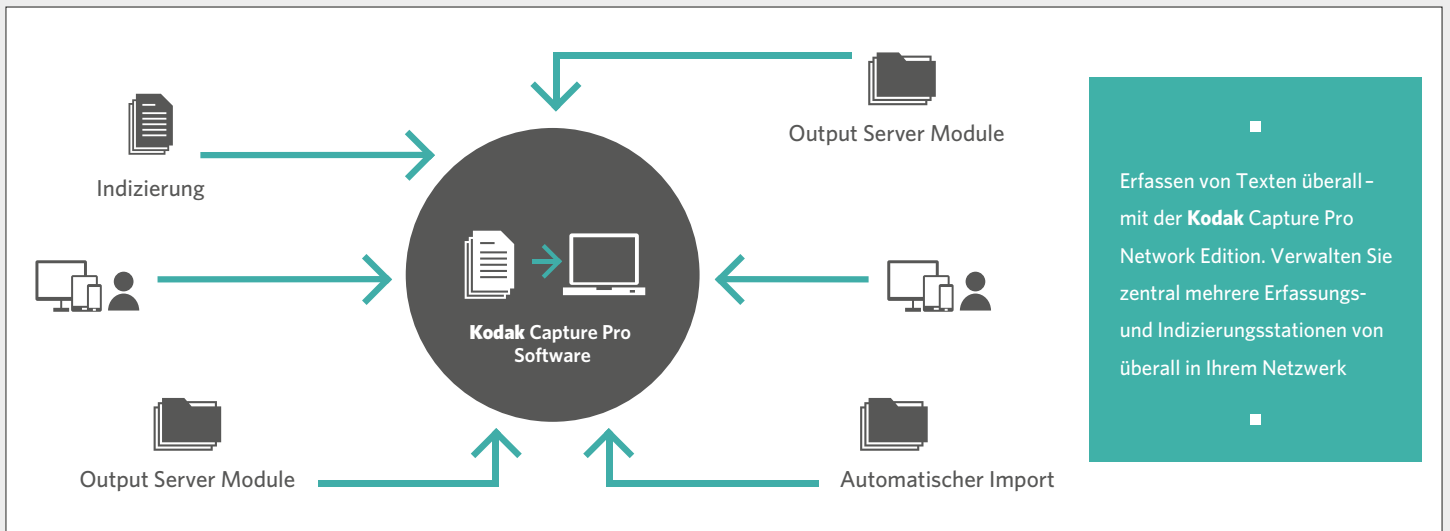 Output Server Module
Indizierung
Kodak Capture Pro
Software
Output Server Module
Automatischer Import
Erfassen von Texten überall –
mit der Kodak Capture Pro
Network Edition. Verwalten Sie
zentral mehrere Erfassungs-
und Indizierungsstationen von
überall in Ihrem Netzwerk